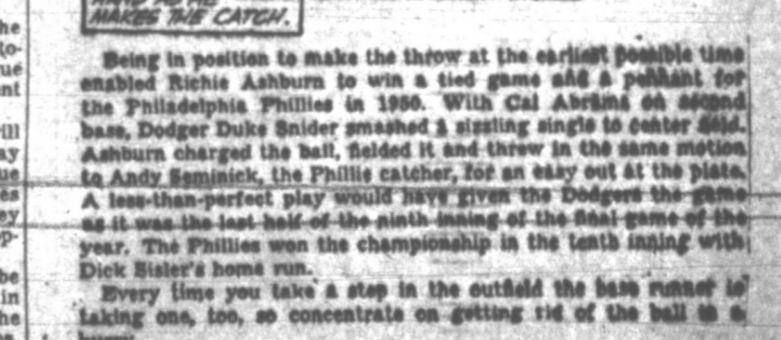 MAKES THE CATCH.
Being in position to make the throw at the earliest possible time
enabled Richie Ashburn to win a tied game and a pennant for
the Philadelphia Phillies in 1950. With Cal Abrams on second
base, Dodger Duke Snider smashed a sizzling single to center field.
Ashburn charged the ball, fielded it and threw in the same motion
to Andy Seminick, the Phillie catcher, for an easy out at the plate.
A less-than-perfect play would have given the Dodgers the game
as it was the last half of the ninth inning of the final game of the
year. The Phillies won the championship in the tenth inning with
Dick Sisler's home run.
Every time you take a step in the outfield the base runner is
taking one, too, so concentrate on getting rid of the ball in a